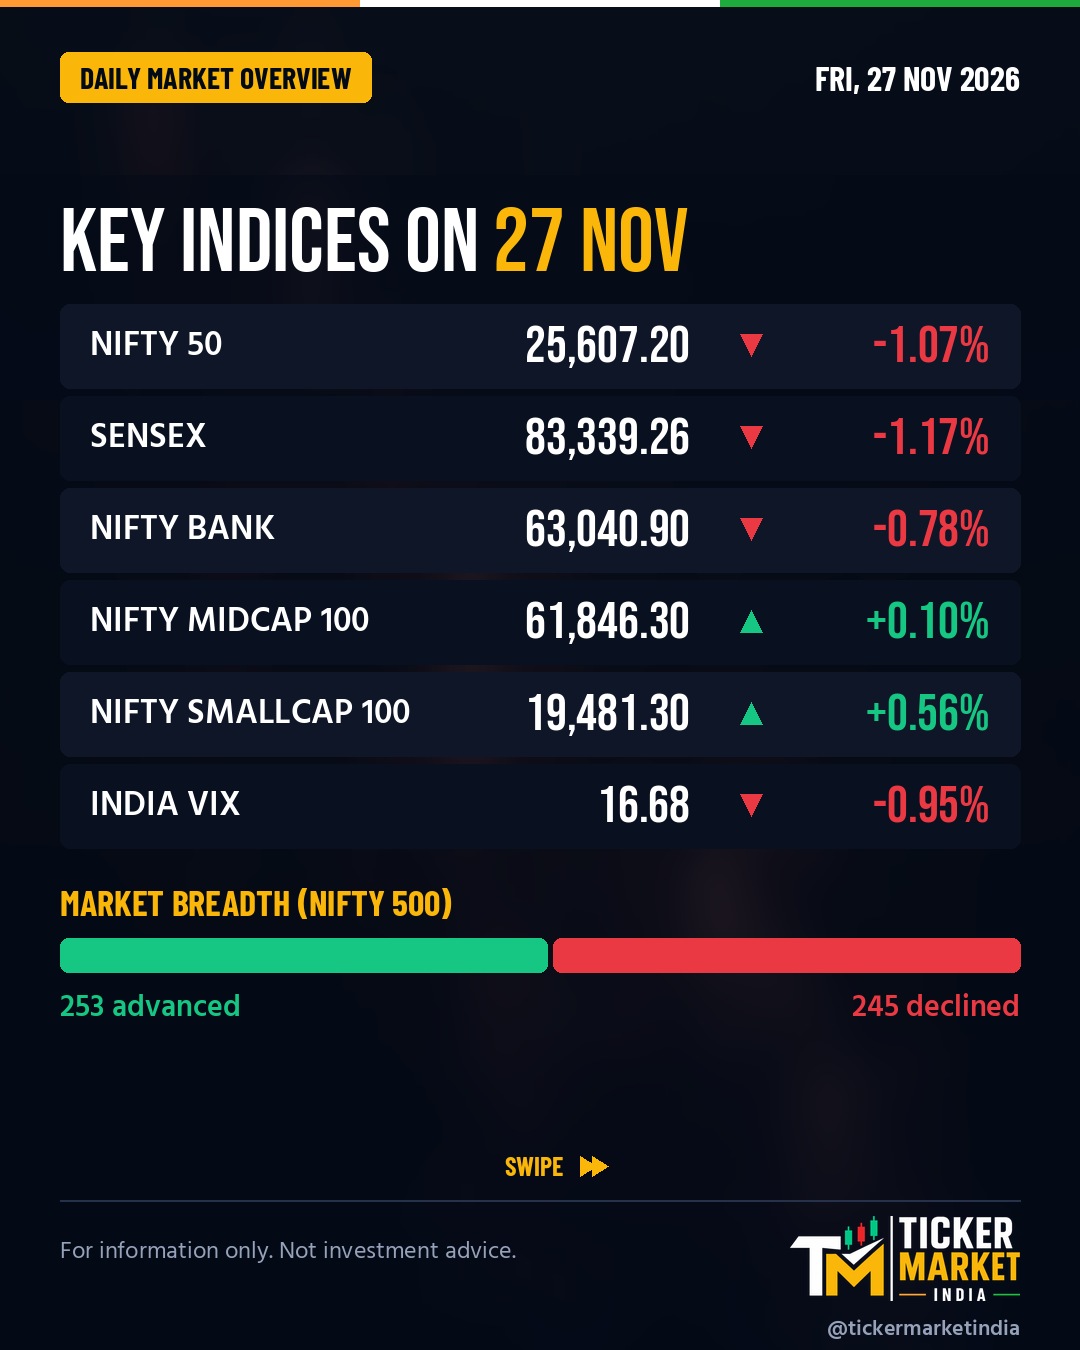 DAILY MARKET OVERVIEW
FRI, 27 NOV 2026
KEY INDICES ON 27 NOV
NIFTY 50 25,607.20 ▼ -1.07%
SENSEX 83,339.26 ▼ -1.17%
NIFTY BANK 63,040.90 ▼ -0.78%
NIFTY MIDCAP 100 61,846.30 ▲ +0.10%
NIFTY SMALLCAP 100 19,481.30 ▲ +0.56%
INDIA VIX 16.68 ▼ -0.95%
MARKET BREADTH (NIFTY 500)
253 advanced 245 declined
SWIPE
For information only. Not investment advice.
TM TICKER
MARKET
INDIA
@tickermarketindia